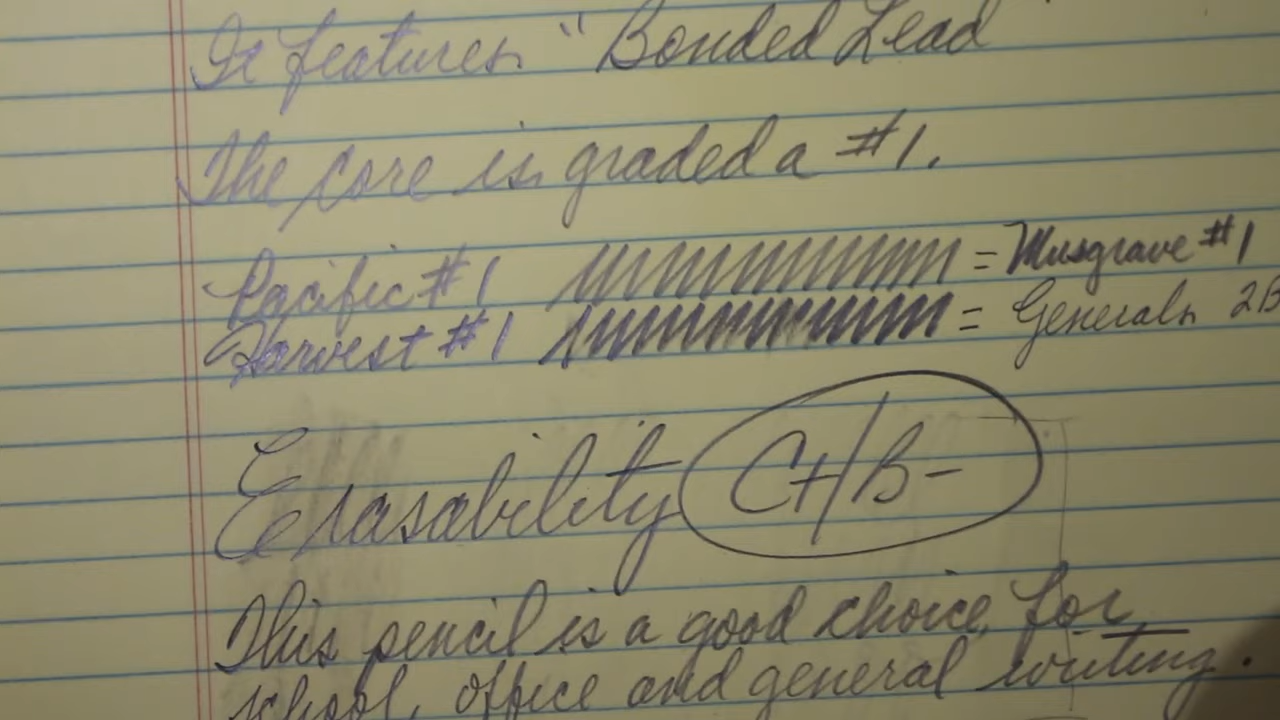 It features "Bonded Lead"
The core is graded a #1.
Pacific #1 = Musgrave #1
Harvest #1 = Generals 2B
Erasability C+/B-
This pencil is a good choice for
school, office and general writing.